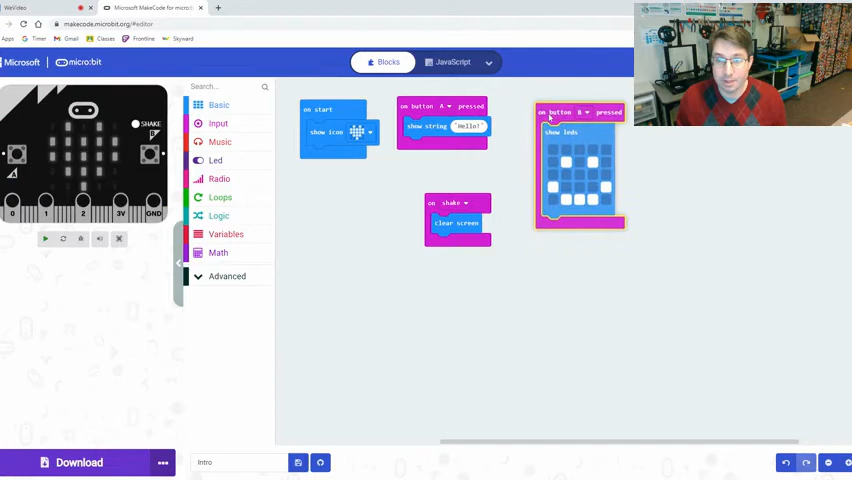 WeVideo
MakeCode for micro:b
makecode.microbit.org/#editor
Apps Timer Gmail Classes Frontline Skyward
Microsoft micro:bit Blocks JavaScript
Search...
Basic
Input
Music
Led
Radio
Loops
Logic
Variables
Math
Advanced
SHAKE
B
A
0 1 2 3V GND
on start
show icon
on button A pressed
show string "Hello!"
on shake
clear screen
on button B pressed
show leds
Download
Intro